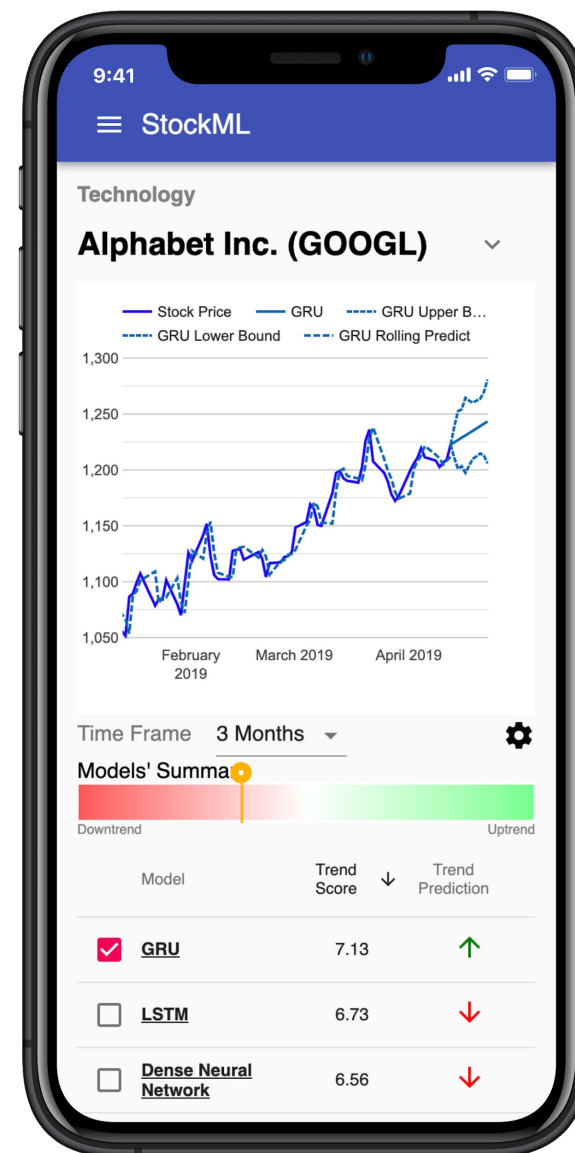 9:41
StockML
Technology
Alphabet Inc. (GOOGL)
Stock Price GRU GRU Upper B...
GRU Lower Bound GRU Rolling Predict
1,300
1,250
1,200
1,150
1,100
1,050
February 2019 March 2019 April 2019
Time Frame 3 Months
Models' Summar
Downtrend Uptrend
Model Trend Score Trend Prediction
GRU 7.13
LSTM 6.73
Dense Neural Network 6.56